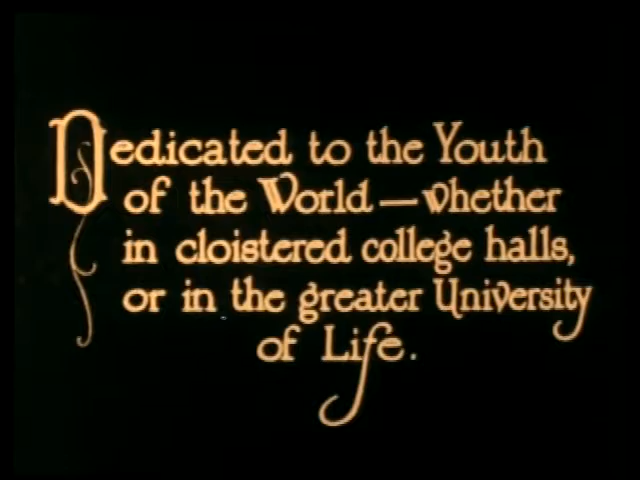 Dedicated to the Youth
of the World — whether
in cloistered college halls,
or in the greater University
of Life.